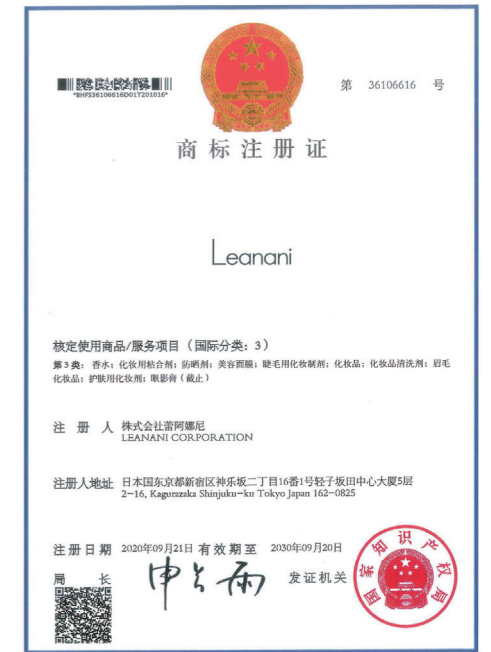 *BHFS36106616D01T201016*
第 36106616 号
商标注册证
Leanani
核定使用商品/服务项目（国际分类：3）
第3类：香水；化妆用粘合剂；防晒剂；美容面膜；睫毛用化妆制剂；化妆品；化妆品清洗剂；眉毛
化妆品；护肤用化妆剂；眼影膏（截止）
注册人 株式会社蕾阿娜尼
LEANANI CORPORATION
注册人地址 日本国东京都新宿区神乐坂二丁目16番1号轻子坂田中心大厦5层
2-16, Kagurazaka Shinjuku-ku Tokyo Japan 162-0825
注册日期 2020年09月21日 有效期至 2030年09月20日
局长 申长雨 发证机关
国家知识产权局